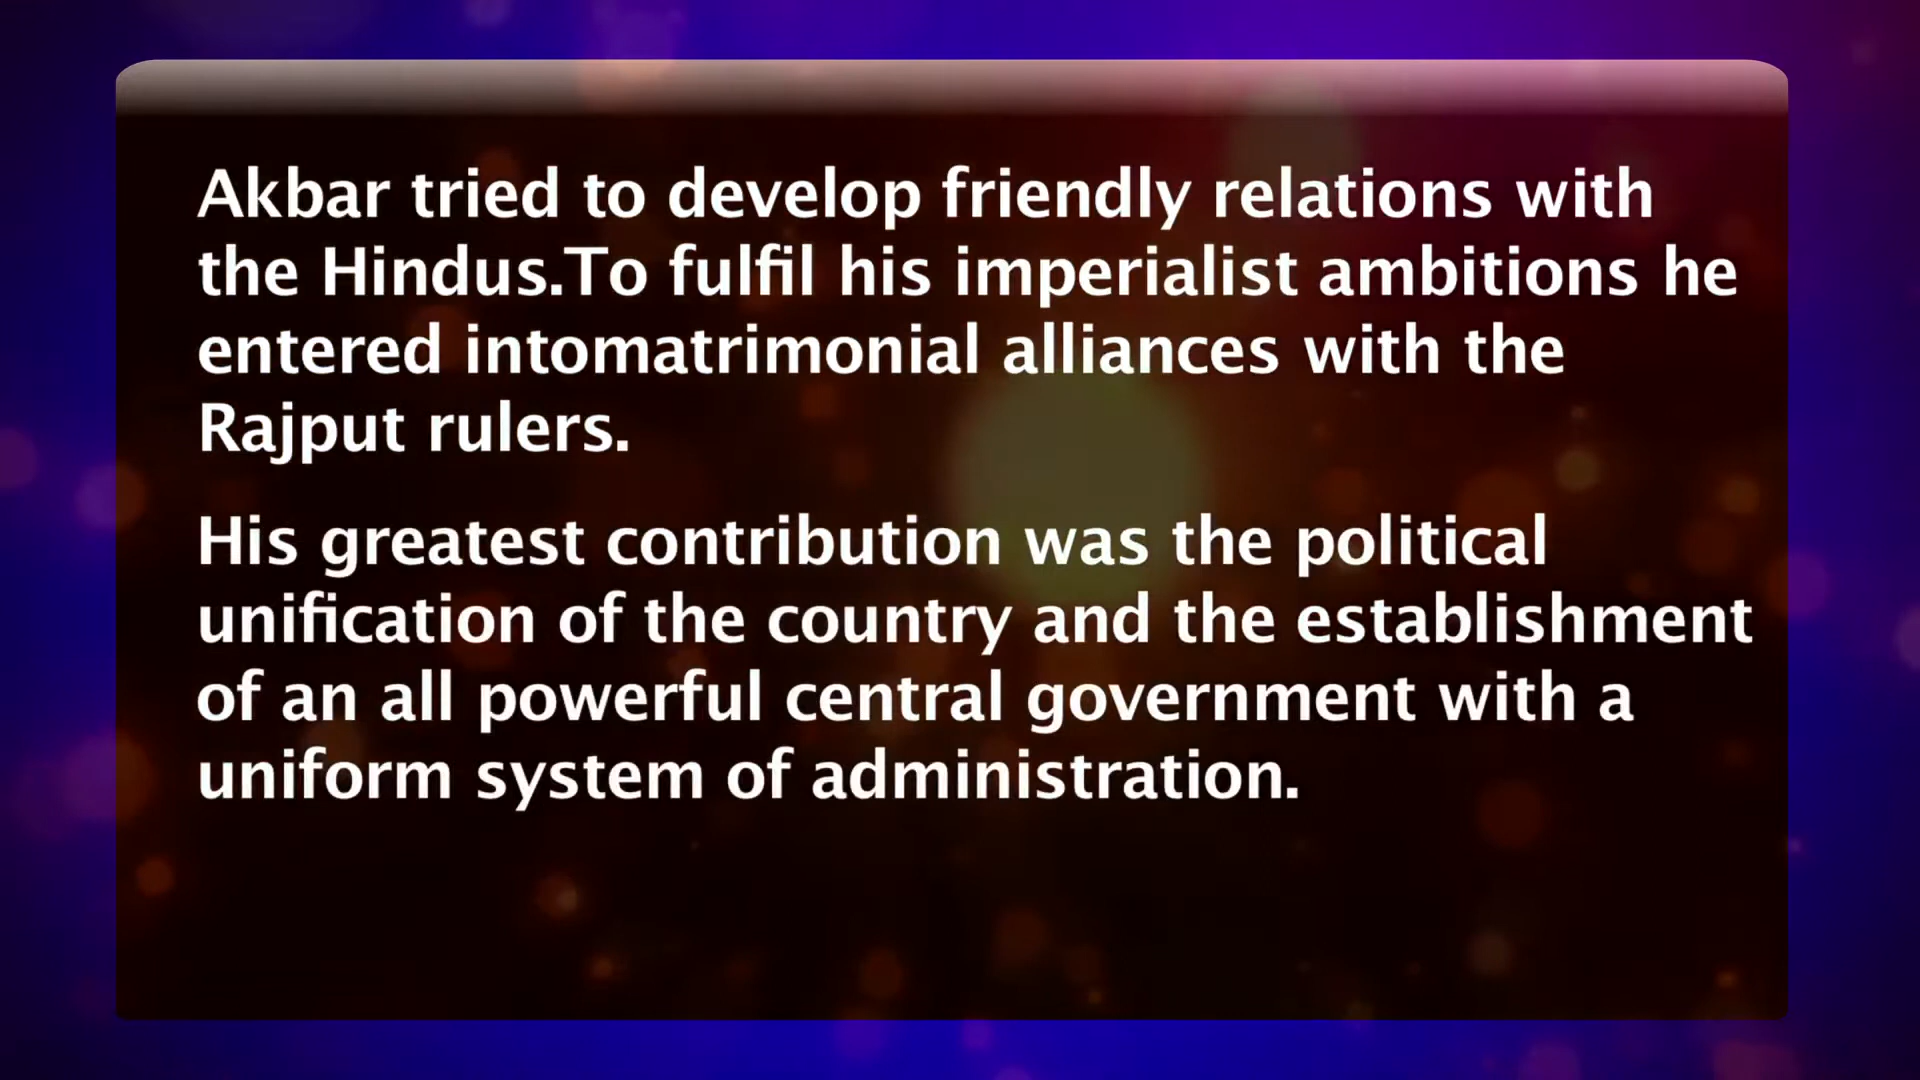 Akbar tried to develop friendly relations with
the Hindus.To fulfil his imperialist ambitions he
entered intomatrimonial alliances with the
Rajput rulers.
His greatest contribution was the political
unification of the country and the establishment
of an all powerful central government with a
uniform system of administration.